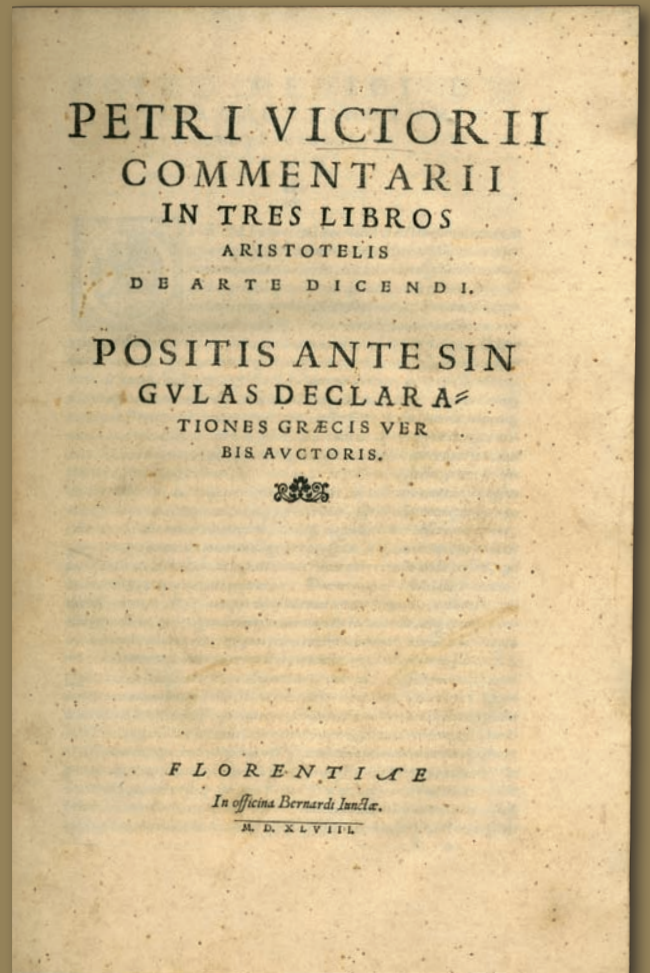 PETRI VICTORII
COMMENTARII
IN TRES LIBROS
ARISTOTELIS
DE ARTE DICENDI.
POSITIS ANTE SIN
GVLAS DECLARA=
TIONES GRÆCIS VER
BIS AVCTORIS.
FLORENTIÆ
In officina Bernardi Iunctæ.
M. D. XLVIII.